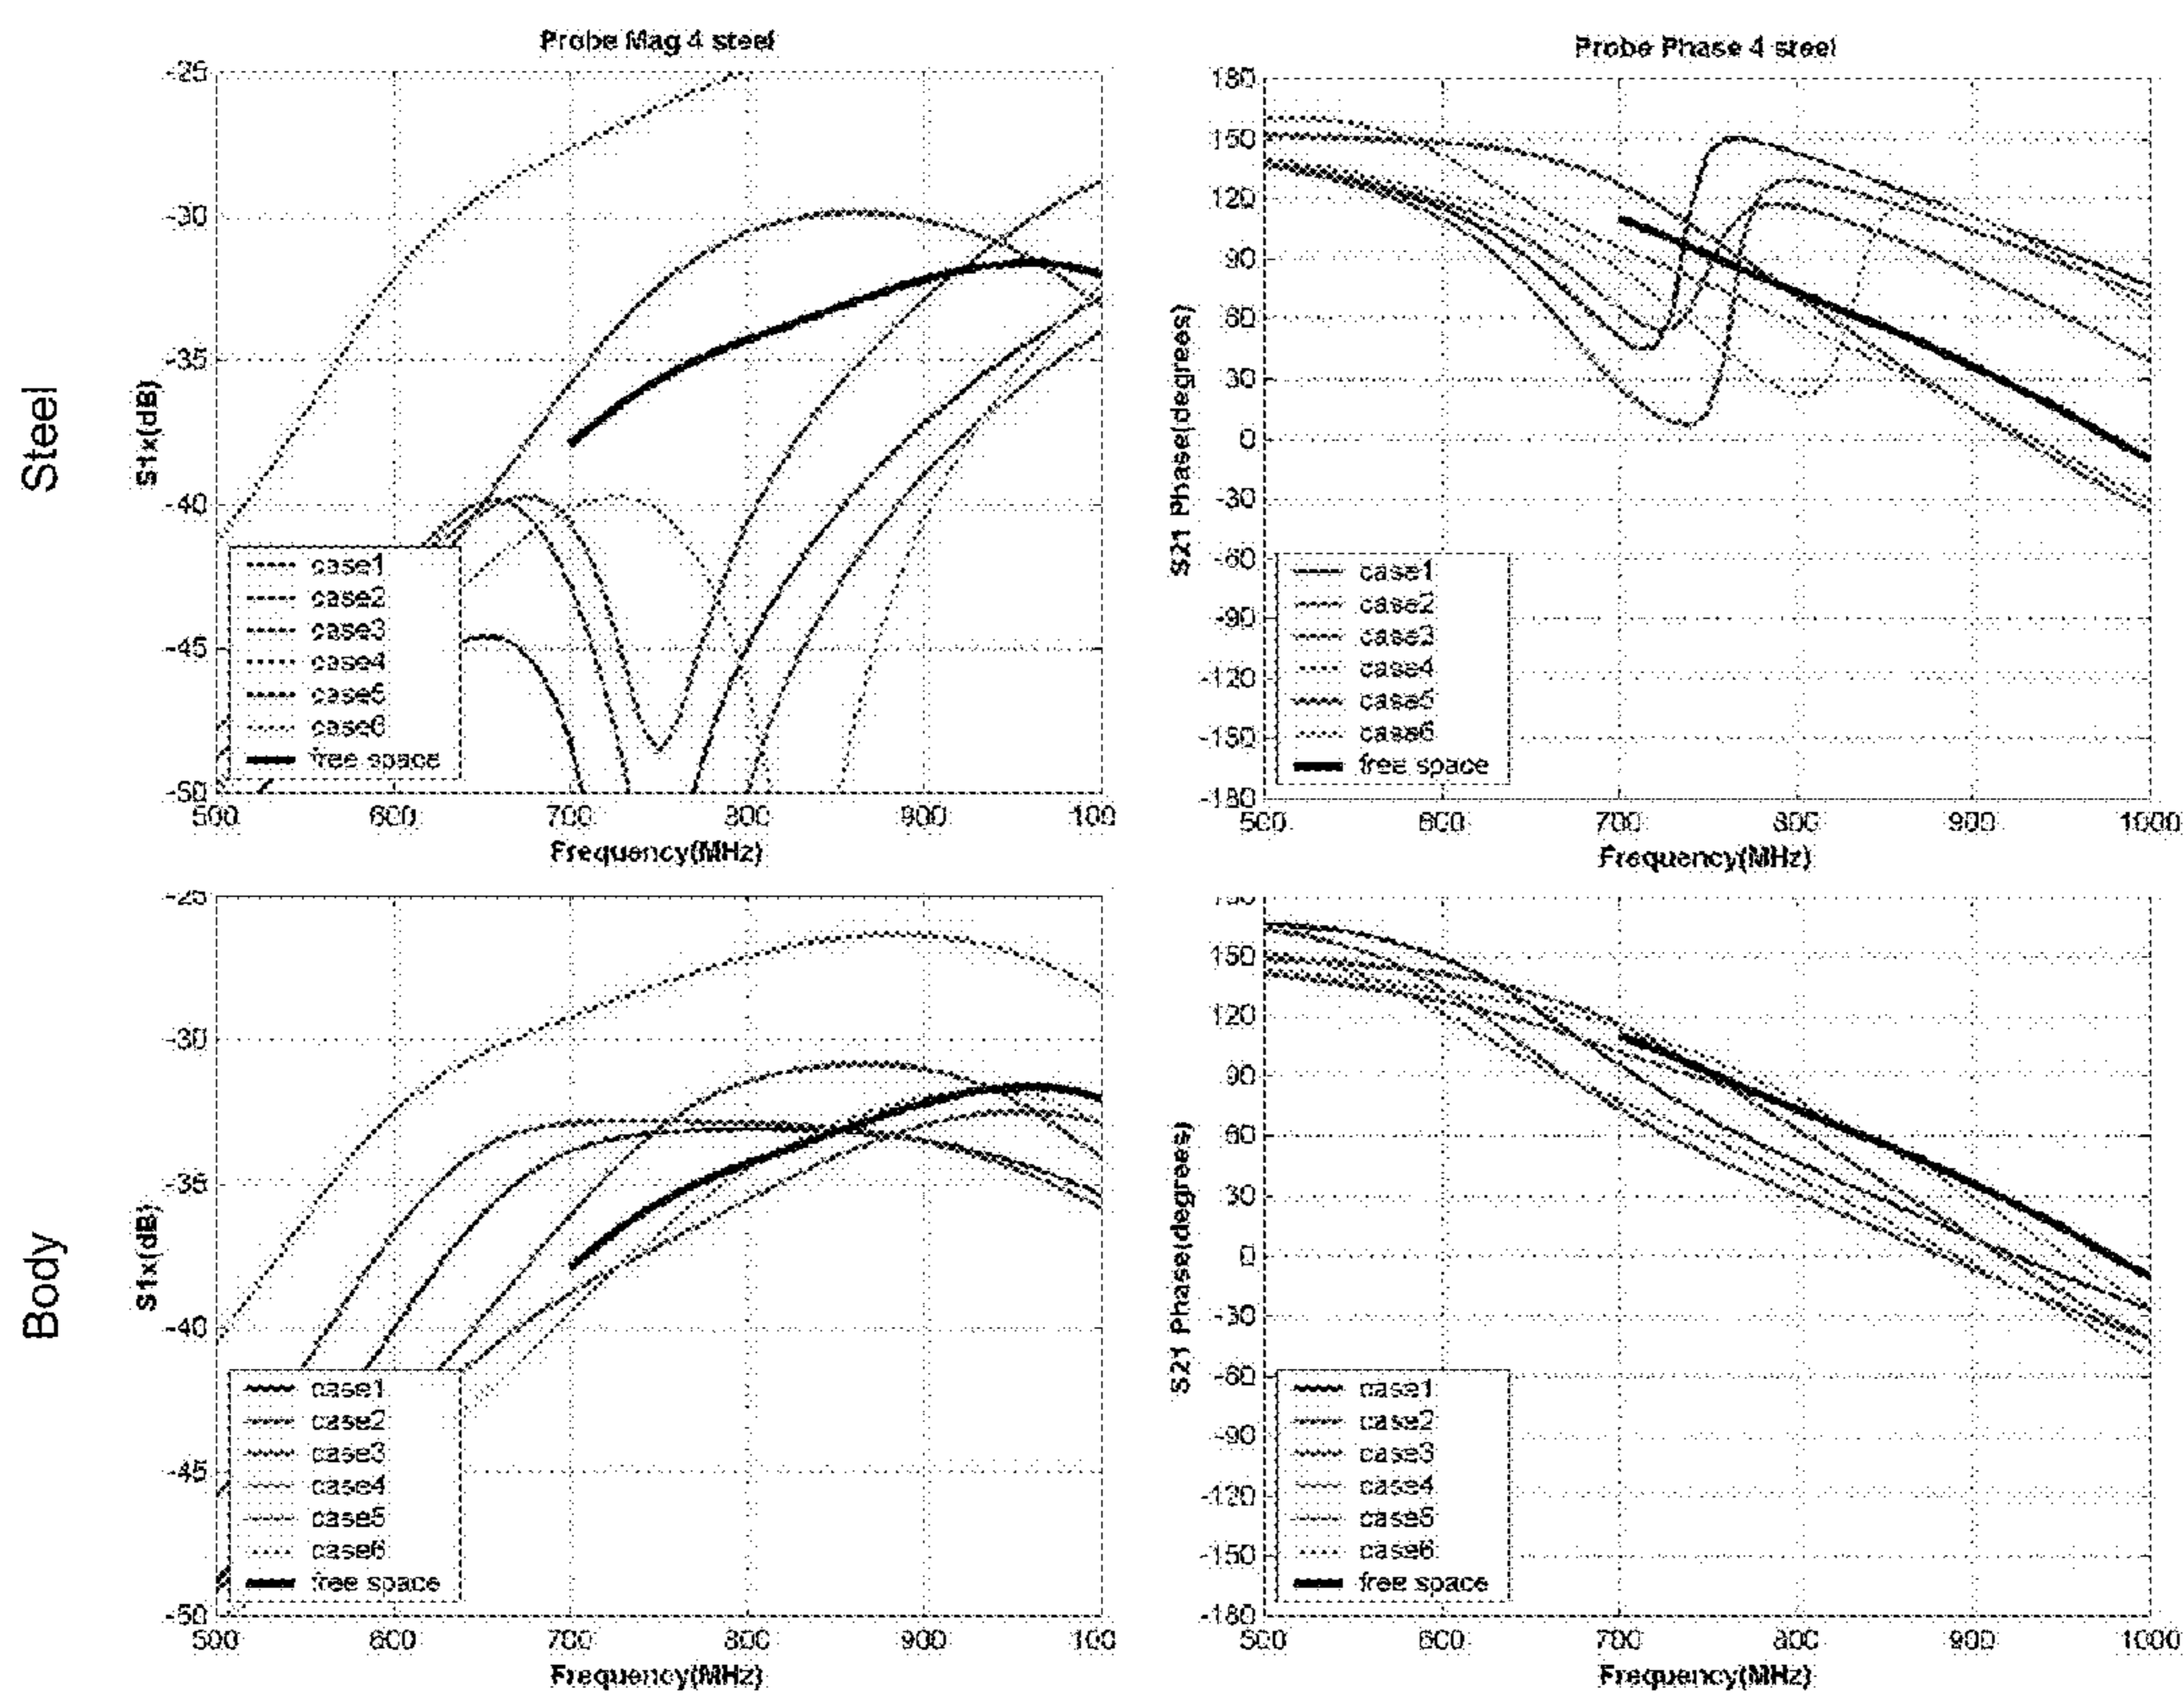 Probe Mag 4 steel
Probe Phase 4 steel
Steel
S1x(dB)
-25
-30
-35
-40
-45
-50
case1
case2
case3
case4
case5
case6
free space
500 600 700 800 900 100
Frequency(MHz)
S21 Phase(degrees)
180
150
120
90
60
30
0
-30
-60
-90
-120
-150
-180
case1
case2
case3
case4
case5
case6
free space
500 600 700 800 900 1000
Frequency(MHz)
Body
S1x(dB)
-25
-30
-35
-40
-45
-50
case1
case2
case3
case4
case5
case6
free space
500 600 700 800 900 100
Frequency(MHz)
S21 Phase(degrees)
150
120
90
60
30
0
-30
-60
-90
-120
-150
-180
case1
case2
case3
case4
case5
case6
free space
500 600 700 800 900 1000
Frequency(MHz)